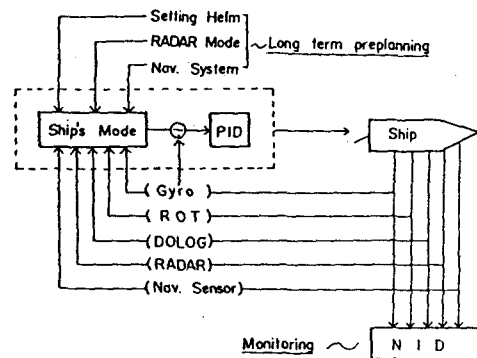 Setting Helm
RADAR Mode
Long term preplanning
Nav. System
Ship's Mode
PID
Ship
(Gyro)
(ROT)
(DOLOG)
(RADAR)
(Nav. Sensor)
Monitoring
N I D